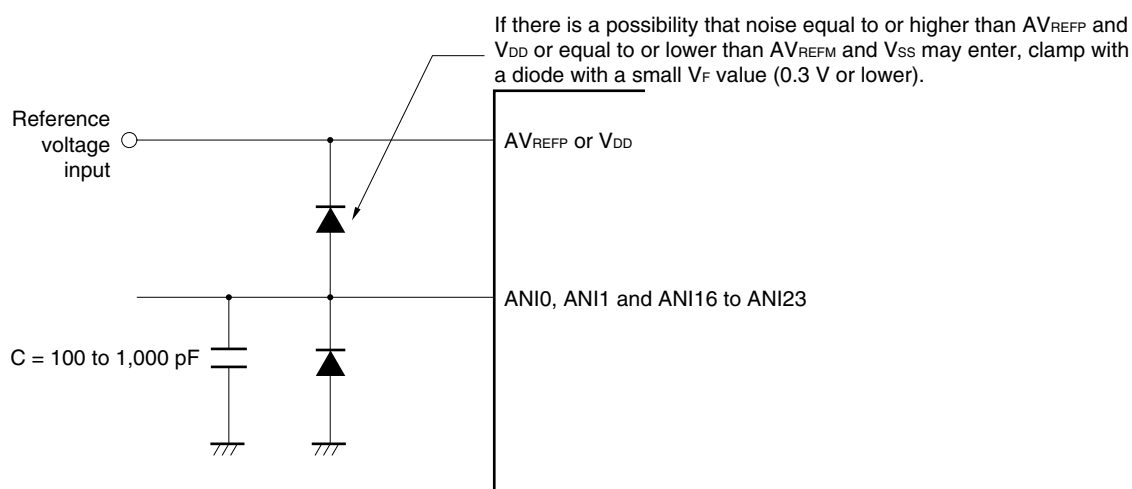 If there is a possibility that noise equal to or higher than AVREFP and
VDD or equal to or lower than AVREFM and VSS may enter, clamp with
a diode with a small VF value (0.3 V or lower).
Reference
voltage
input
AVREFP or VDD
ANI0, ANI1 and ANI16 to ANI23
C = 100 to 1,000 pF